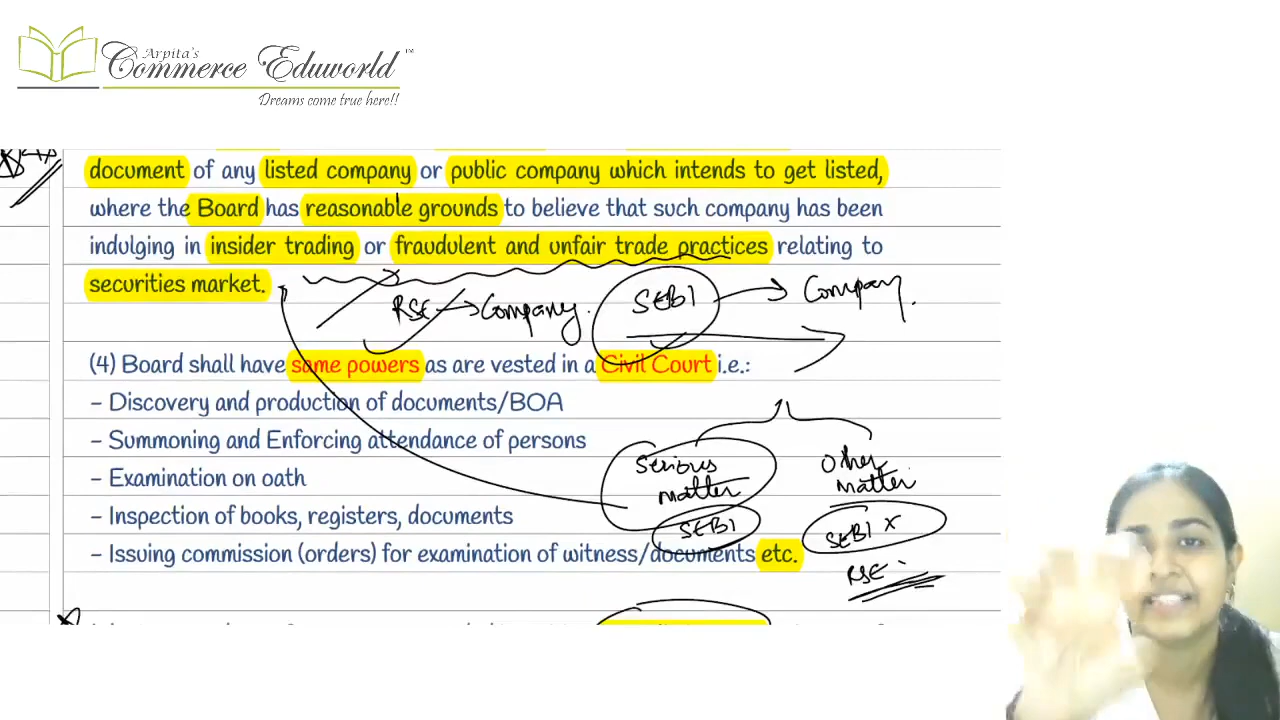 Arpita's
Commerce Eduworld™
Dreams come true here!!
document of any listed company or public company which intends to get listed,
where the Board has reasonable grounds to believe that such company has been
indulging in insider trading or fraudulent and unfair trade practices relating to
securities market.
RSE → Company.
SEBI → Company.
(4) Board shall have same powers as are vested in a Civil Court i.e.:
- Discovery and production of documents/BOA
- Summoning and Enforcing attendance of persons
- Examination on oath
- Inspection of books, registers, documents
- Issuing commission (orders) for examination of witness/documents etc.
Serious
matter
SEBI
Other
matter
SEBI X
RSE